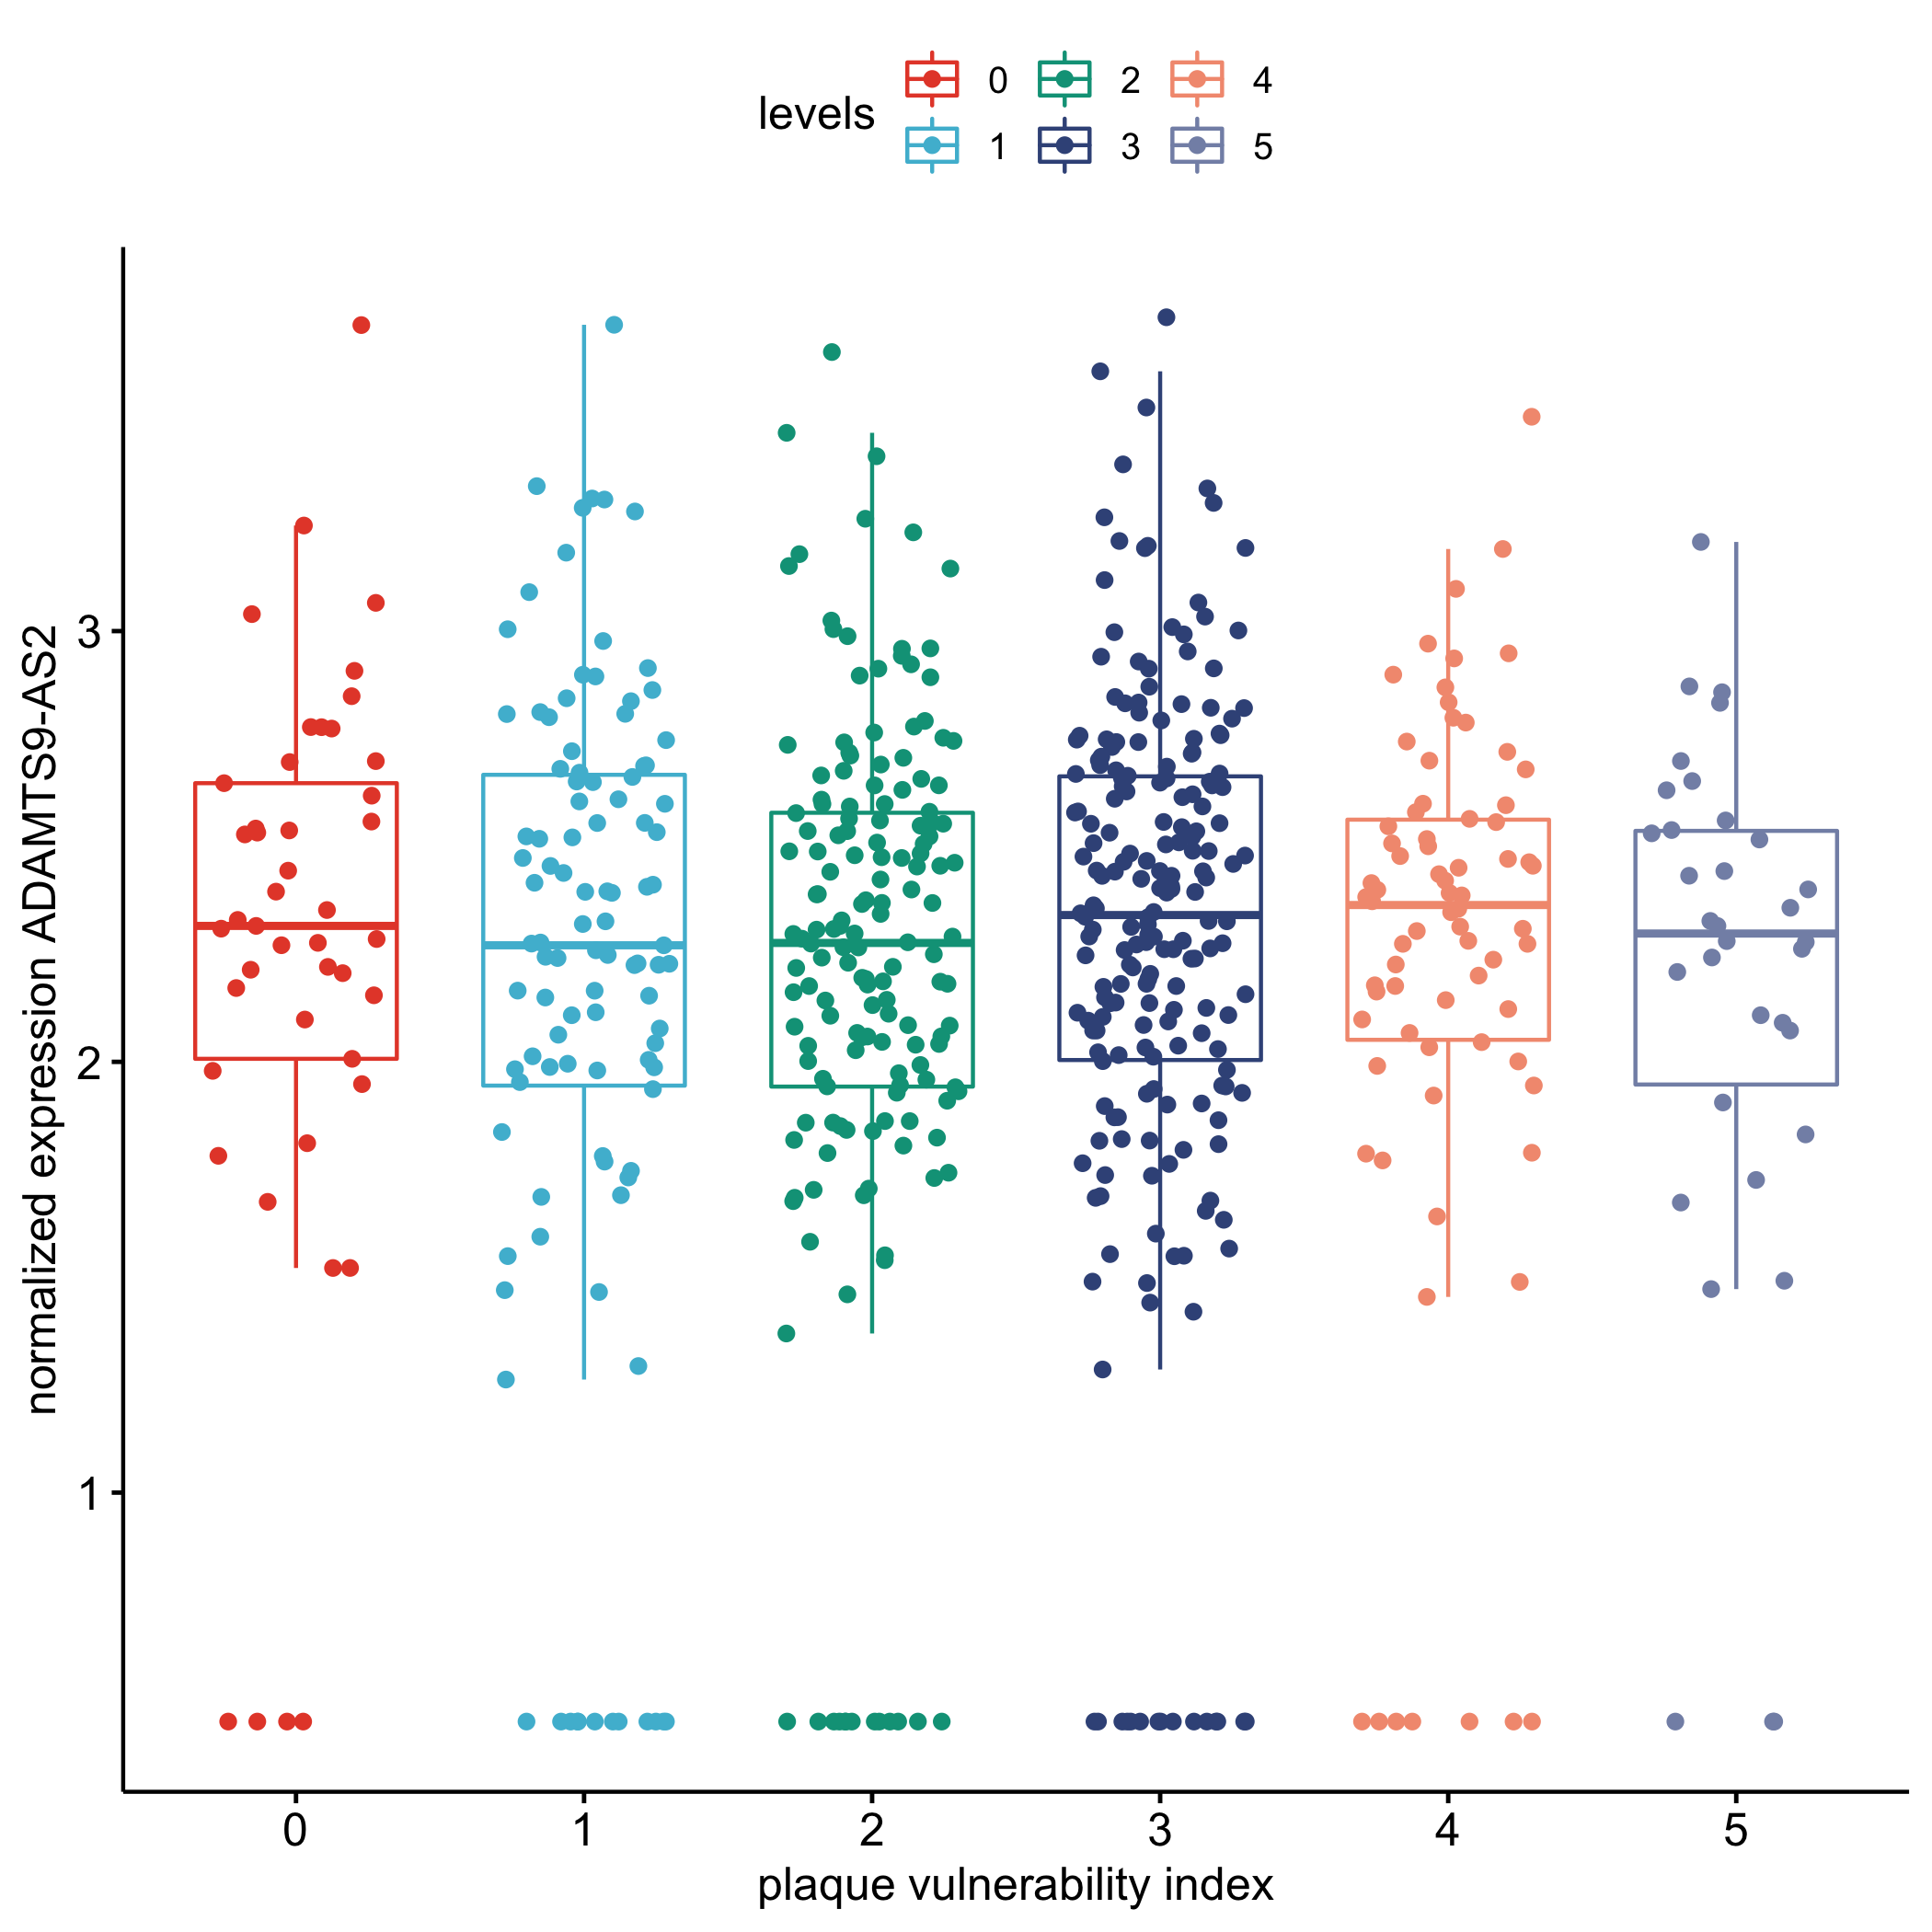 levels
0 2 4
1 3 5
normalized expression ADAMTS9-AS2
3
2
1
0 1 2 3 4 5
plaque vulnerability index